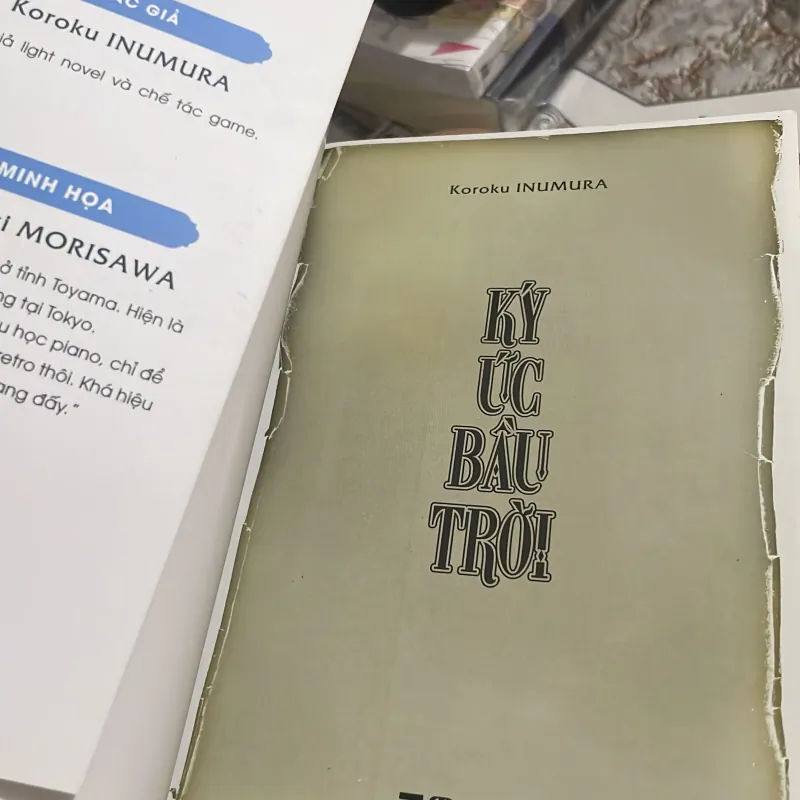 GIẢ
Koroku INUMURA
light novel và chế tác game.
MINH HỌA
MORISAWA
ở tỉnh Toyama. Hiện là
tại Tokyo.
học piano, chỉ để
retro thôi. Khá hiệu
đấy."
Koroku INUMURA
KÝ
ỨC
BẦU
TRỜI